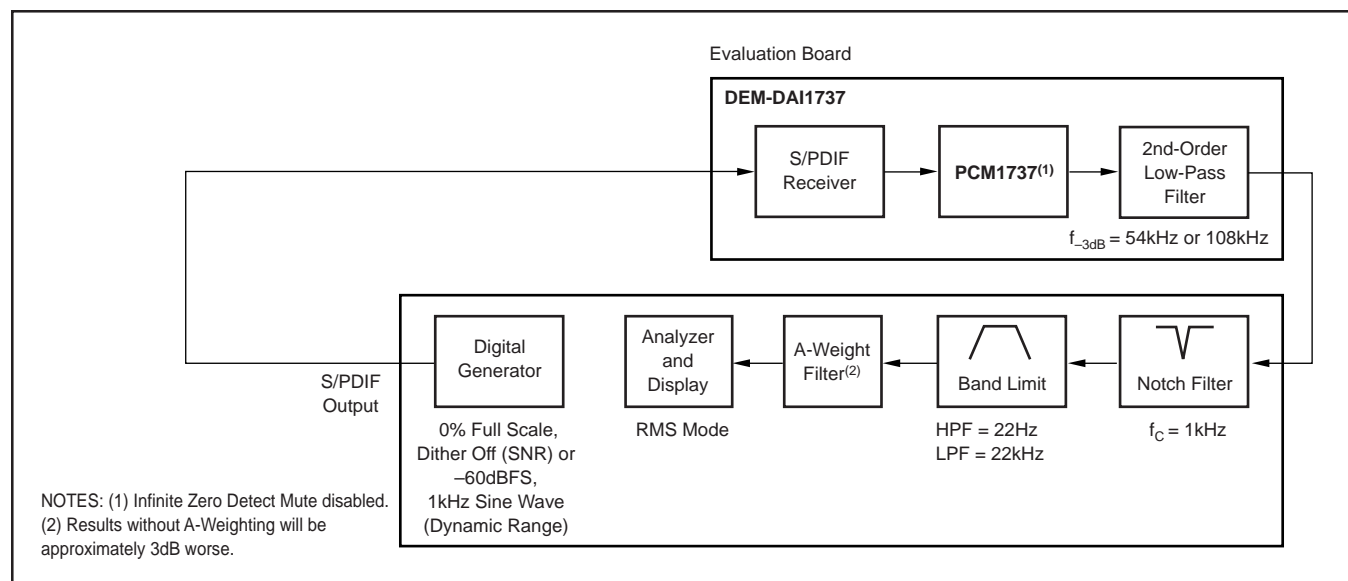 Evaluation Board
DEM-DAI1737
S/PDIF
Receiver
PCM1737(1)
2nd-Order
Low-Pass
Filter
f–3dB = 54kHz or 108kHz
S/PDIF
Output
Digital
Generator
0% Full Scale,
Dither Off (SNR) or
–60dBFS,
1kHz Sine Wave
(Dynamic Range)
Analyzer
and
Display
RMS Mode
A-Weight
Filter(2)
Band Limit
HPF = 22Hz
LPF = 22kHz
Notch Filter
fC = 1kHz
NOTES: (1) Infinite Zero Detect Mute disabled.
(2) Results without A-Weighting will be
approximately 3dB worse.